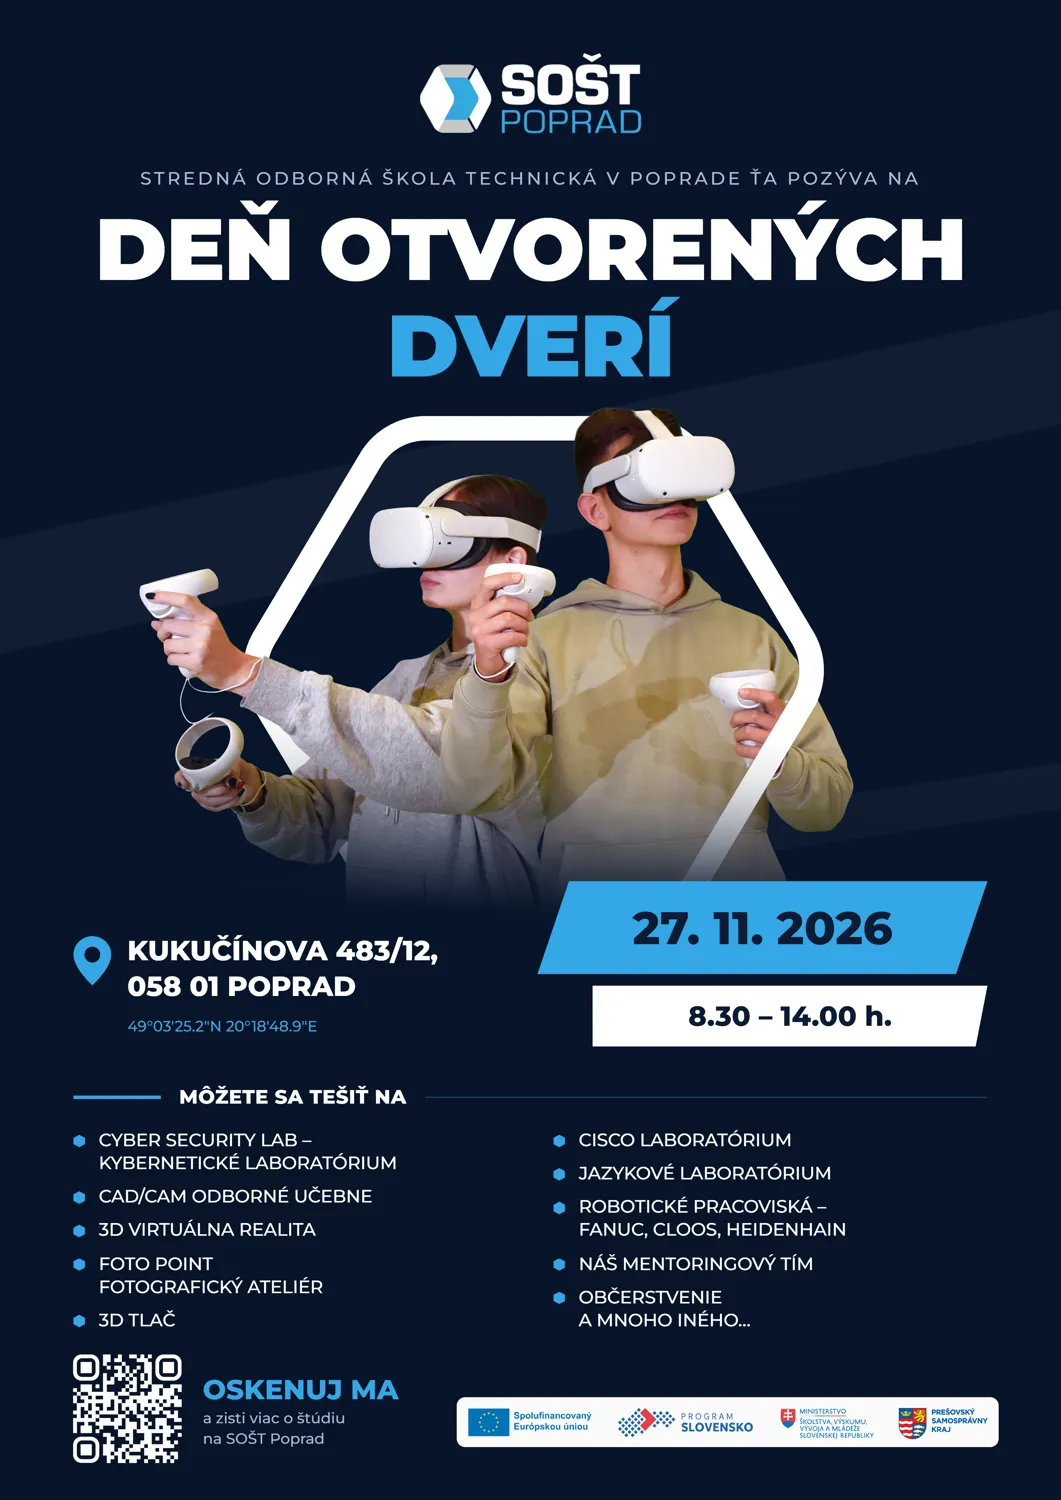 SOŠT
POPRAD
STREDNÁ ODBORNÁ ŠKOLA TECHNICKÁ V POPRADE ŤA POZÝVA NA
DEŇ OTVORENÝCH
DVERÍ
27. 11. 2026
8.30 – 14.00 h.
KUKUČÍNOVA 483/12,
058 01 POPRAD
49°03'25.2"N 20°18'48.9"E
MÔŽETE SA TEŠIŤ NA
CYBER SECURITY LAB –
KYBERNETICKÉ LABORATÓRIUM
CAD/CAM ODBORNÉ UČEBNE
3D VIRTUÁLNA REALITA
FOTO POINT
FOTOGRAFICKÝ ATELIÉR
3D TLAČ
CISCO LABORATÓRIUM
JAZYKOVÉ LABORATÓRIUM
ROBOTICKÉ PRACOVISKÁ –
FANUC, CLOOS, HEIDENHAIN
NÁŠ MENTORINGOVÝ TÍM
OBČERSTVENIE
A MNOHO INÉHO...
OSKENUJ MA
a zisti viac o štúdiu
na SOŠT Poprad
Spolufinancovaný
Európskou úniou
PROGRAM
SLOVENSKO
MINISTERSTVO
ŠKOLSTVA, VÝSKUMU,
VÝVOJA A MLÁDEŽE
SLOVENSKEJ REPUBLIKY
PREŠOVSKÝ
SAMOSPRÁVNY
KRAJ